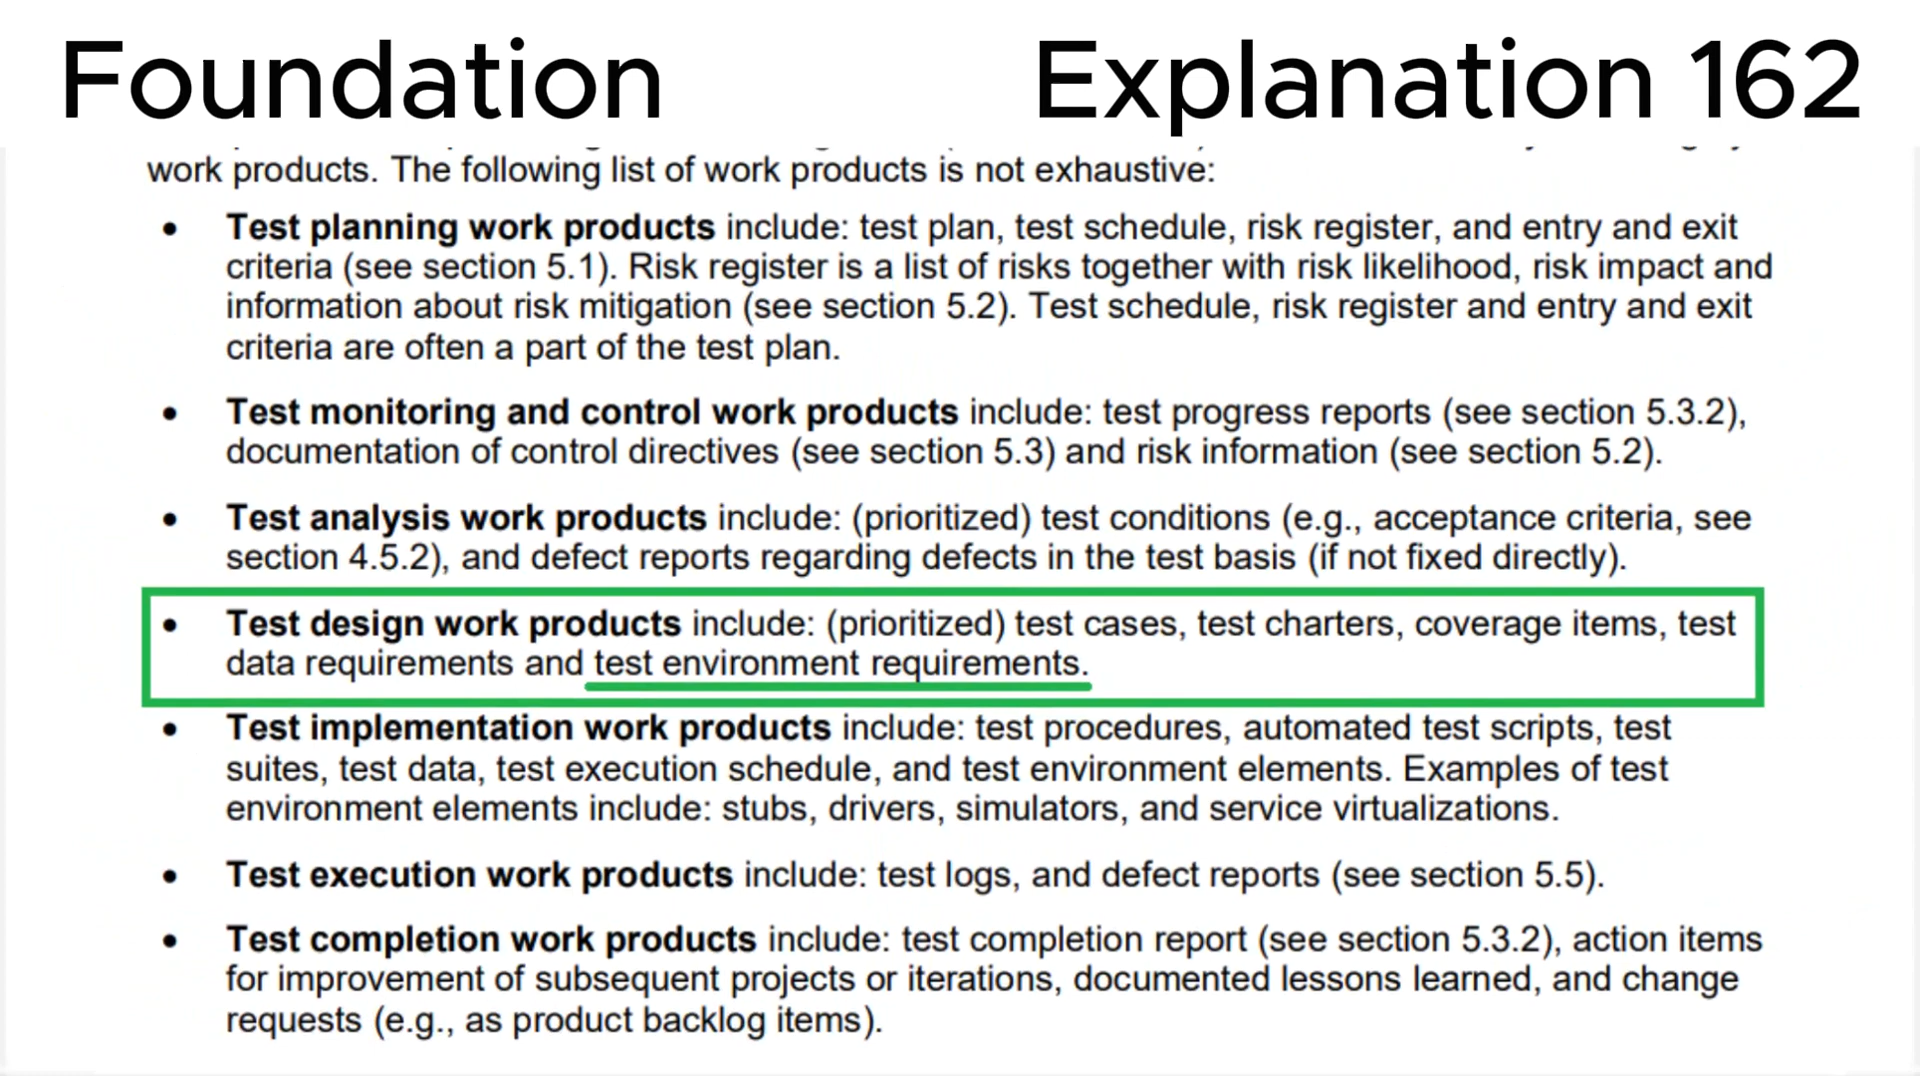 Foundation
Explanation 162
work products. The following list of work products is not exhaustive:
• Test planning work products include: test plan, test schedule, risk register, and entry and exit
criteria (see section 5.1). Risk register is a list of risks together with risk likelihood, risk impact and
information about risk mitigation (see section 5.2). Test schedule, risk register and entry and exit
criteria are often a part of the test plan.
• Test monitoring and control work products include: test progress reports (see section 5.3.2),
documentation of control directives (see section 5.3) and risk information (see section 5.2).
• Test analysis work products include: (prioritized) test conditions (e.g., acceptance criteria, see
section 4.5.2), and defect reports regarding defects in the test basis (if not fixed directly).
• Test design work products include: (prioritized) test cases, test charters, coverage items, test
data requirements and test environment requirements.
• Test implementation work products include: test procedures, automated test scripts, test
suites, test data, test execution schedule, and test environment elements. Examples of test
environment elements include: stubs, drivers, simulators, and service virtualizations.
• Test execution work products include: test logs, and defect reports (see section 5.5).
• Test completion work products include: test completion report (see section 5.3.2), action items
for improvement of subsequent projects or iterations, documented lessons learned, and change
requests (e.g., as product backlog items).